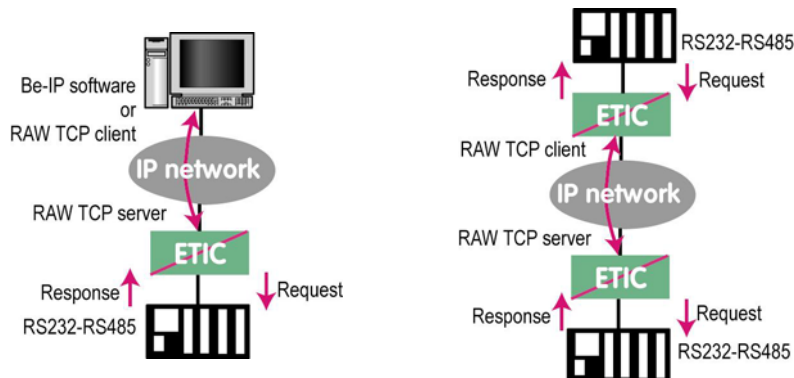 Be-IP software
or
RAW TCP client
IP network
RAW TCP server
ETIC
Response
Request
RS232-RS485
RS232-RS485
Response
Request
ETIC
RAW TCP client
IP network
RAW TCP server
ETIC
Response
Request
RS232-RS485